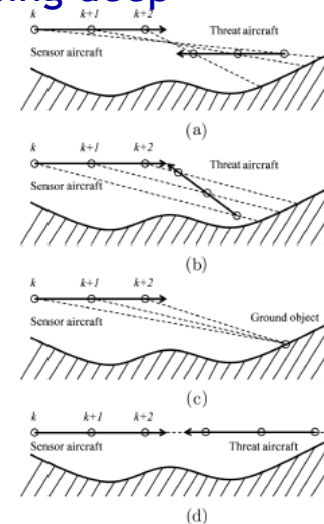 k k+1 k+2 Threat aircraft
Sensor aircraft
(a)
k k+1 k+2
Sensor aircraft Threat aircraft
(b)
k k+1 k+2
Sensor aircraft Ground object
(c)
k k+1 k+2
Sensor aircraft Threat aircraft
(d)